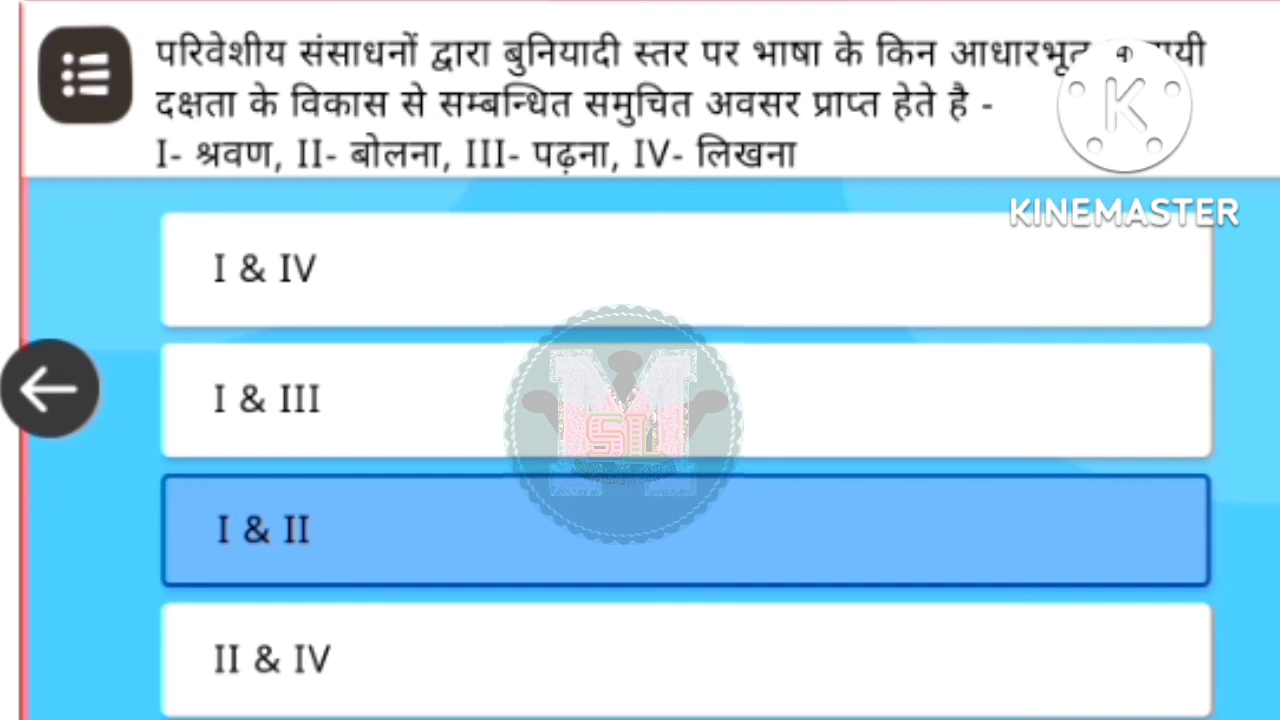 परिवेशीय संसाधनों द्वारा बुनियादी स्तर पर भाषा के किन आधारभूत
दक्षता के विकास से सम्बन्धित समुचित अवसर प्राप्त हेते है -
I- श्रवण, II- बोलना, III- पढ़ना, IV- लिखना
K
KINEMASTER
I & IV
I & III
M
SL
I & II
II & IV